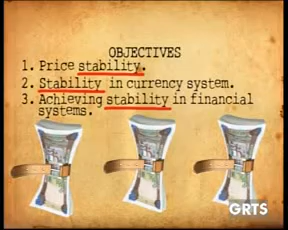 OBJECTIVES
1. Price stability.
2. Stability in currency system.
3. Achieving stability in financial
systems.
GRTS